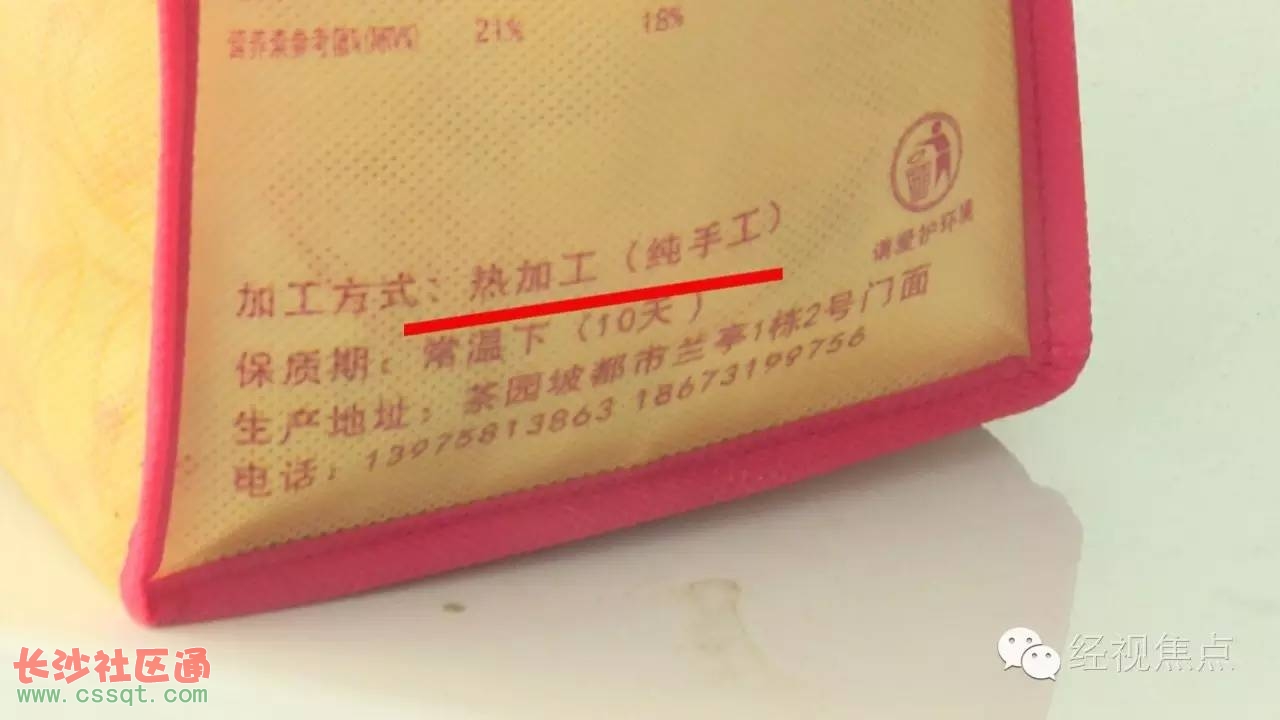 营养素参考值%(NRV%) 21% 18%
请爱护环境
加工方式：热加工（纯手工）
保质期：常温下（10天）
生产地址：茶园坡都市兰亭1栋2号门面
电话：13975813863 18673199756
长沙社区通
www.cssqt.com
经视焦点